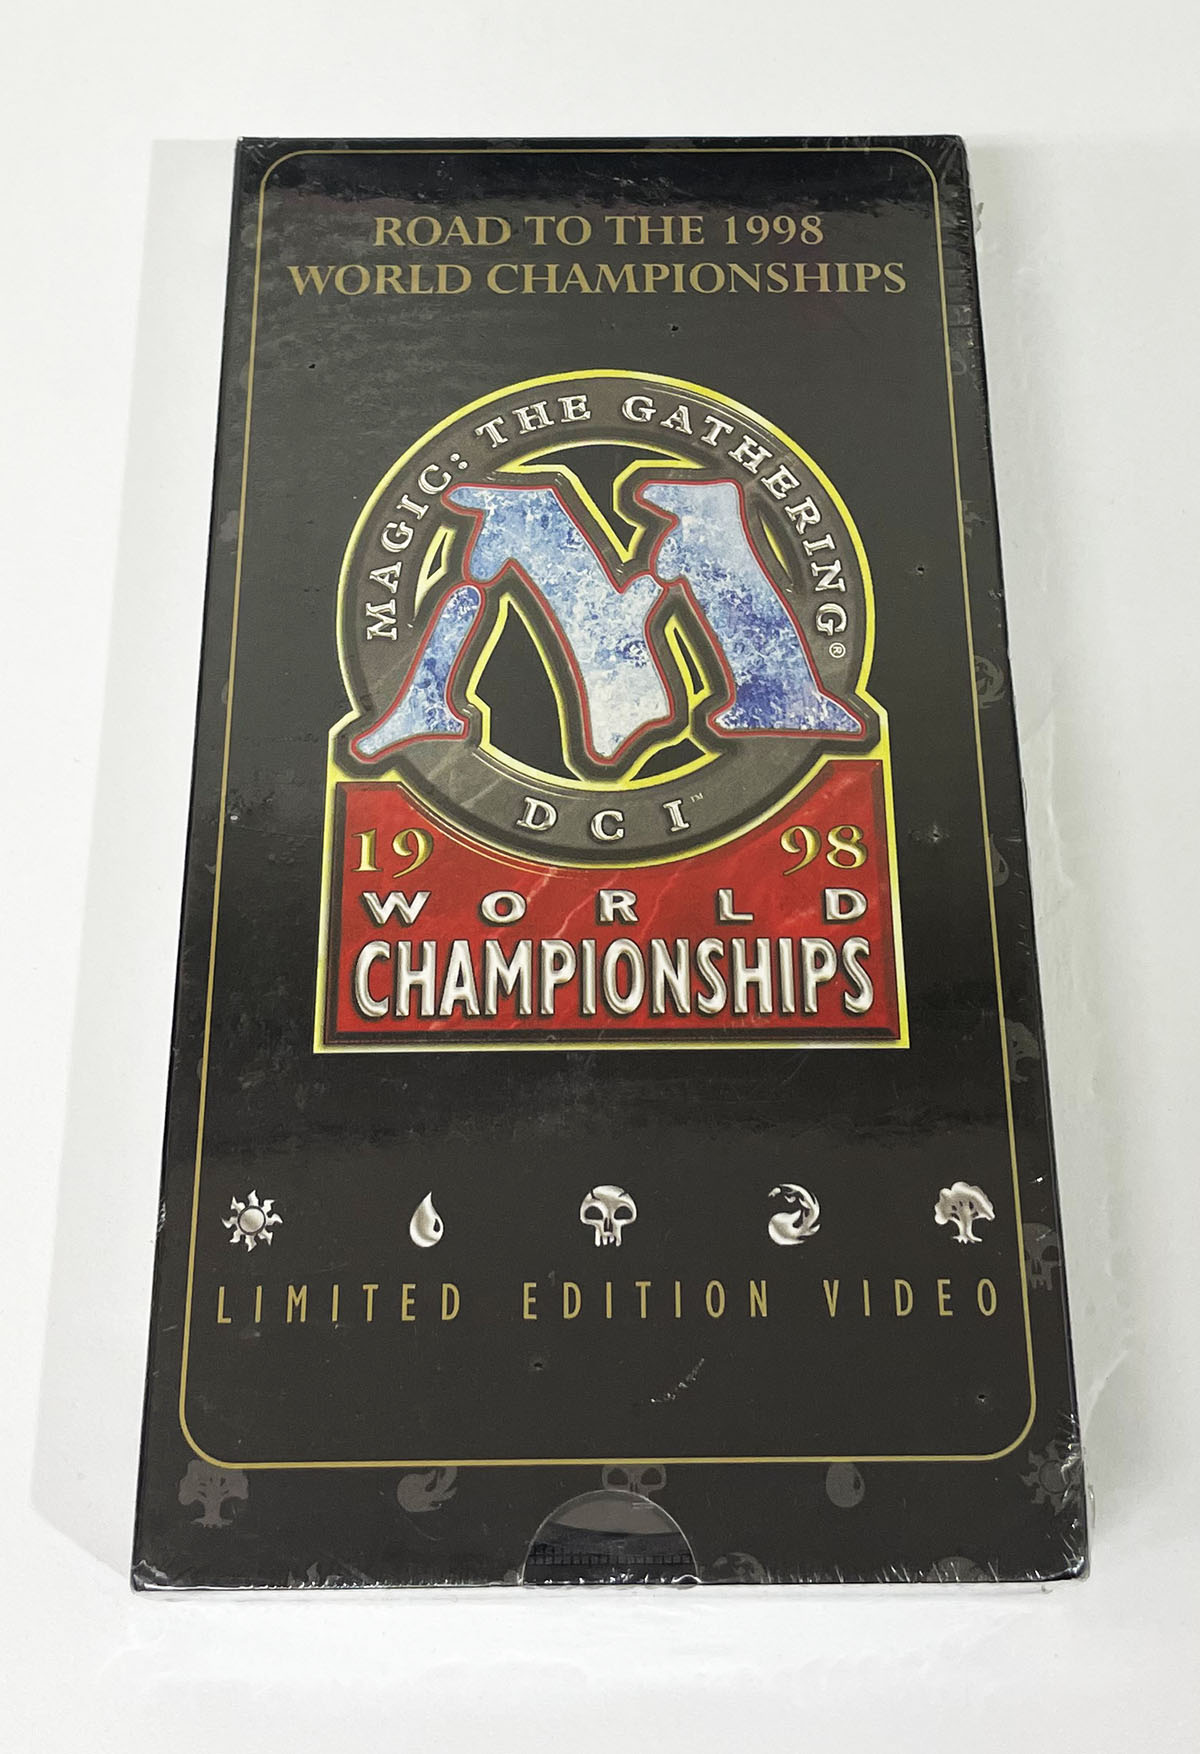 ROAD TO THE 1998
WORLD CHAMPIONSHIPS
MAGIC: THE GATHERING®
DCI™
19 98
WORLD
CHAMPIONSHIPS
LIMITED EDITION VIDEO